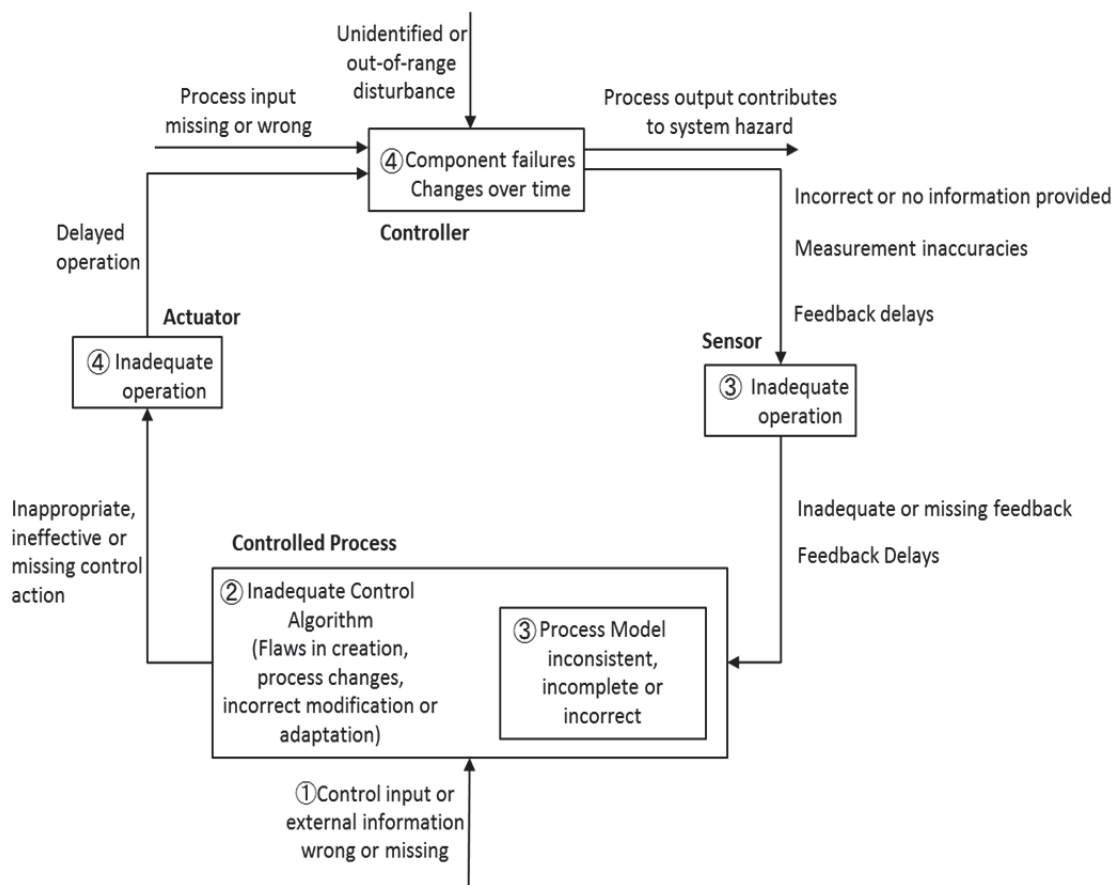 Unidentified or
out-of-range
disturbance
Process input
missing or wrong
Process output contributes
to system hazard
④ Component failures
Changes over time
Controller
Incorrect or no information provided
Measurement inaccuracies
Feedback delays
Delayed
operation
Actuator
④ Inadequate
operation
Sensor
③ Inadequate
operation
Inappropriate,
ineffective or
missing control
action
Inadequate or missing feedback
Feedback Delays
Controlled Process
② Inadequate Control
Algorithm
(Flaws in creation,
process changes,
incorrect modification or
adaptation)
③ Process Model
inconsistent,
incomplete or
incorrect
①Control input or
external information
wrong or missing